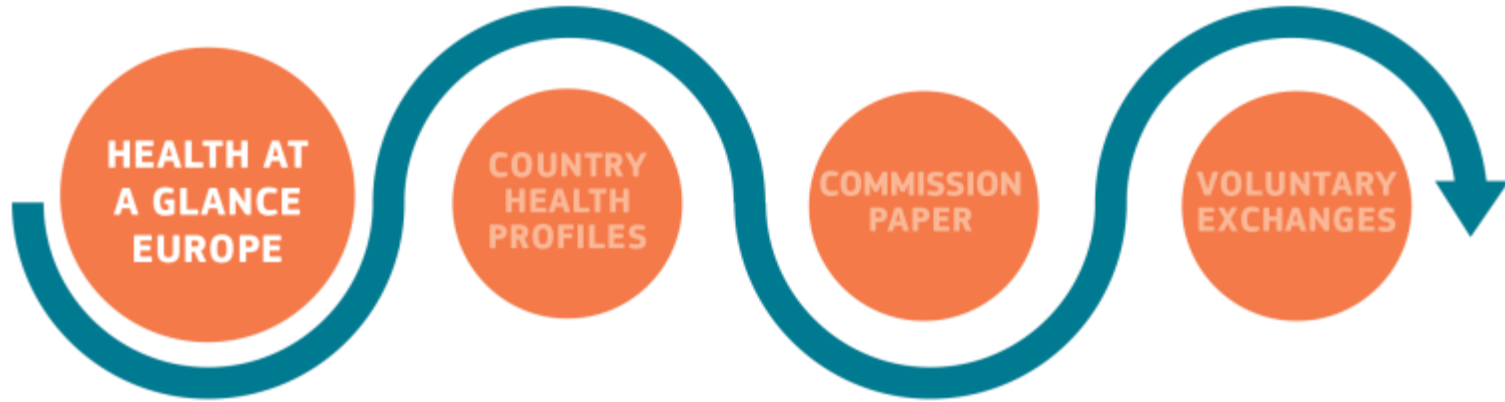 HEALTH AT
A GLANCE
EUROPE
COUNTRY
HEALTH
PROFILES
COMMISSION
PAPER
VOLUNTARY
EXCHANGES